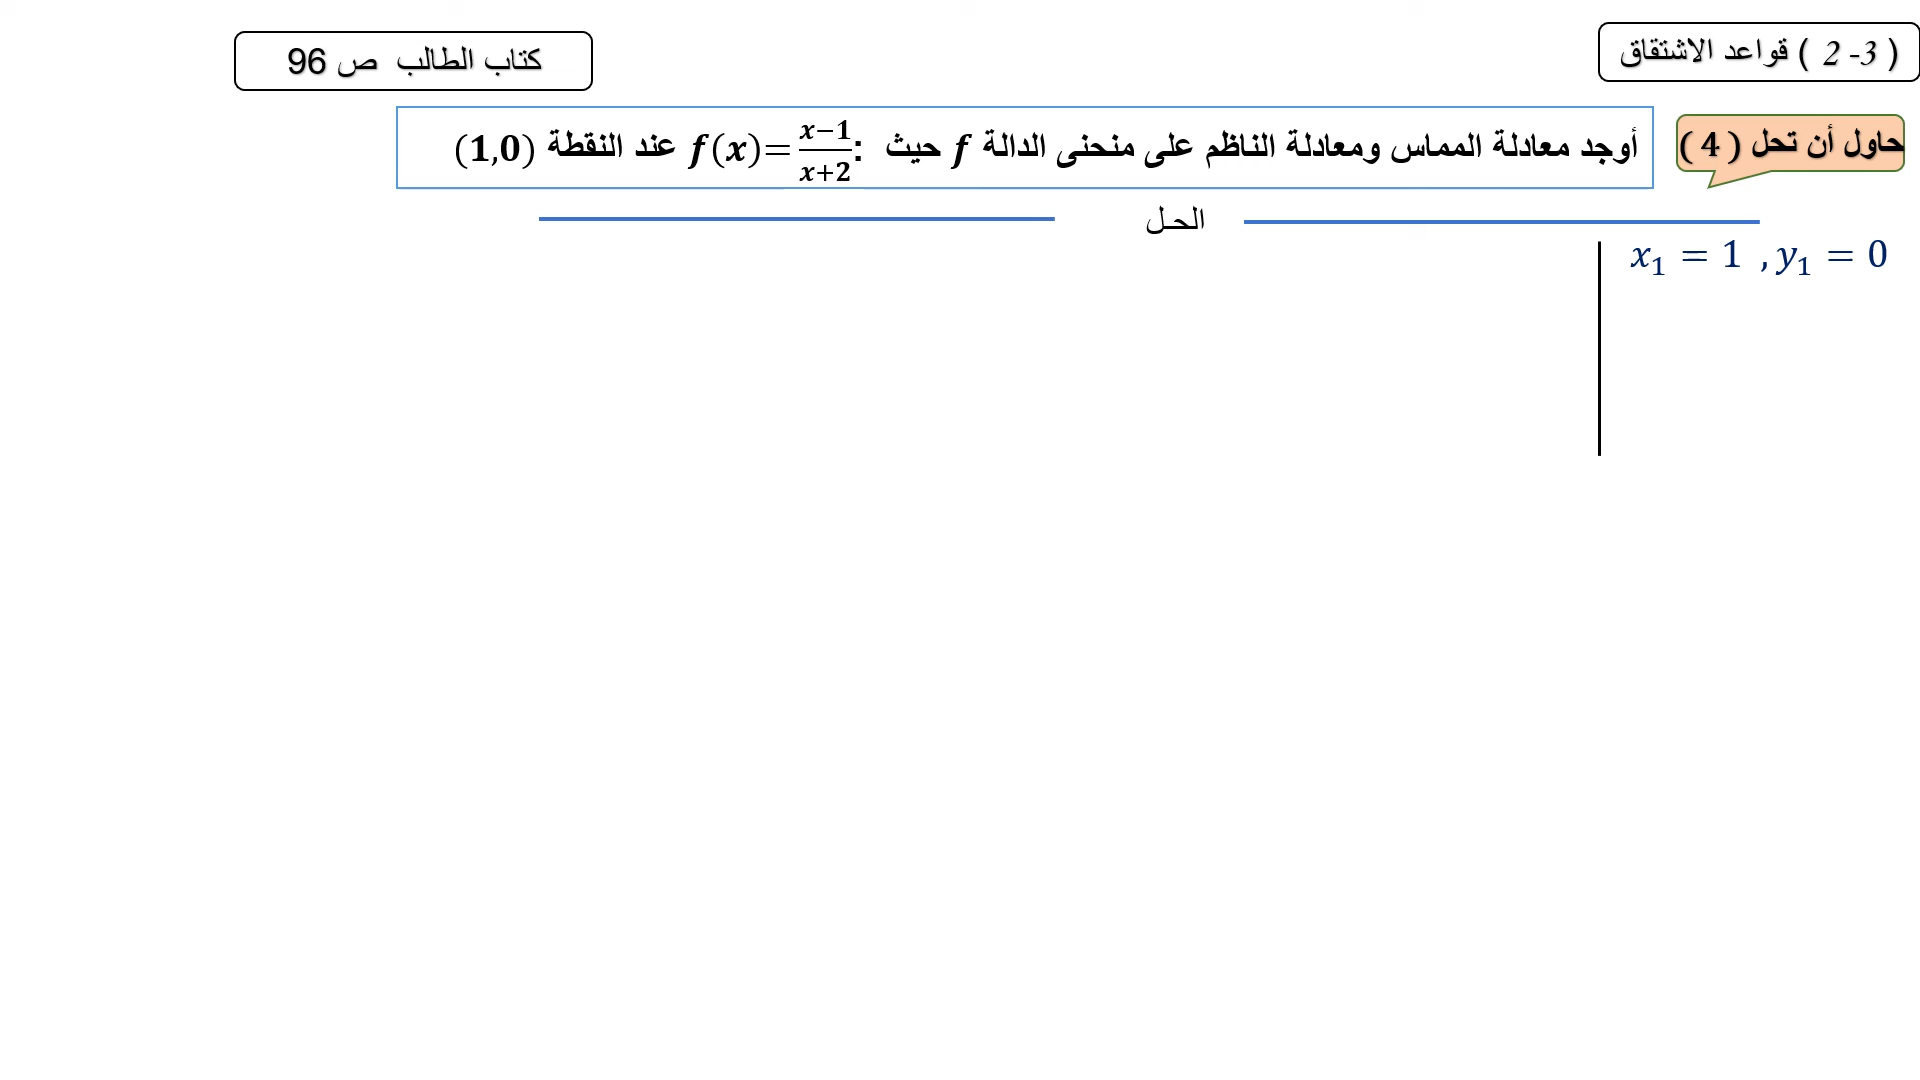 ( 2 -3 ) قواعد الاشتقاق
كتاب الطالب ص 96
حاول أن تحل ( 4 )
أوجد معادلة المماس ومعادلة الناظم على منحنى الدالة f حيث : f(x)=\frac{x-1}{x+2} عند النقطة (1,0)
الحل
x₁ = 1 , y₁ = 0